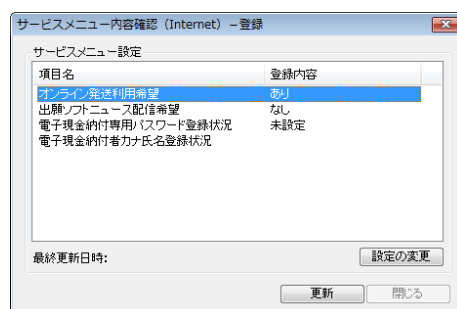 サービスメニュー内容確認（Internet）－登録
サービスメニュー設定
項目名 登録内容
オンライン発送利用希望 あり
出願ソフトニュース配信希望 なし
電子現金納付専用パスワード登録状況 未設定
電子現金納付者カナ氏名登録状況
最終更新日時: 設定の変更
更新 閉じる